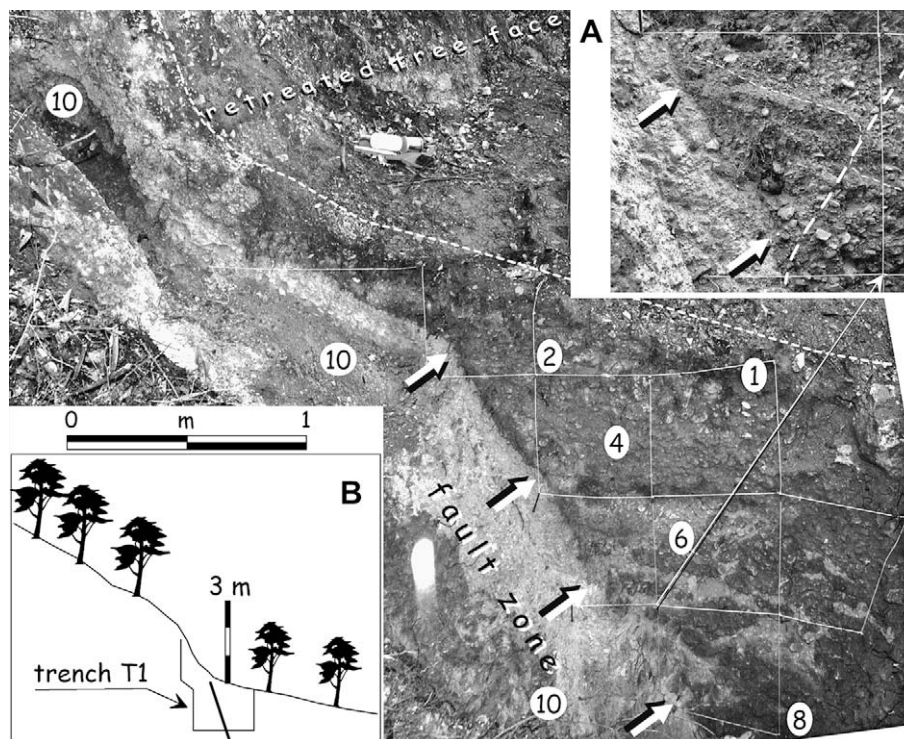 A
retreated free-face
10
2
1
10
4
0 m 1
B
fault zone
6
3 m
trench T1
10
8